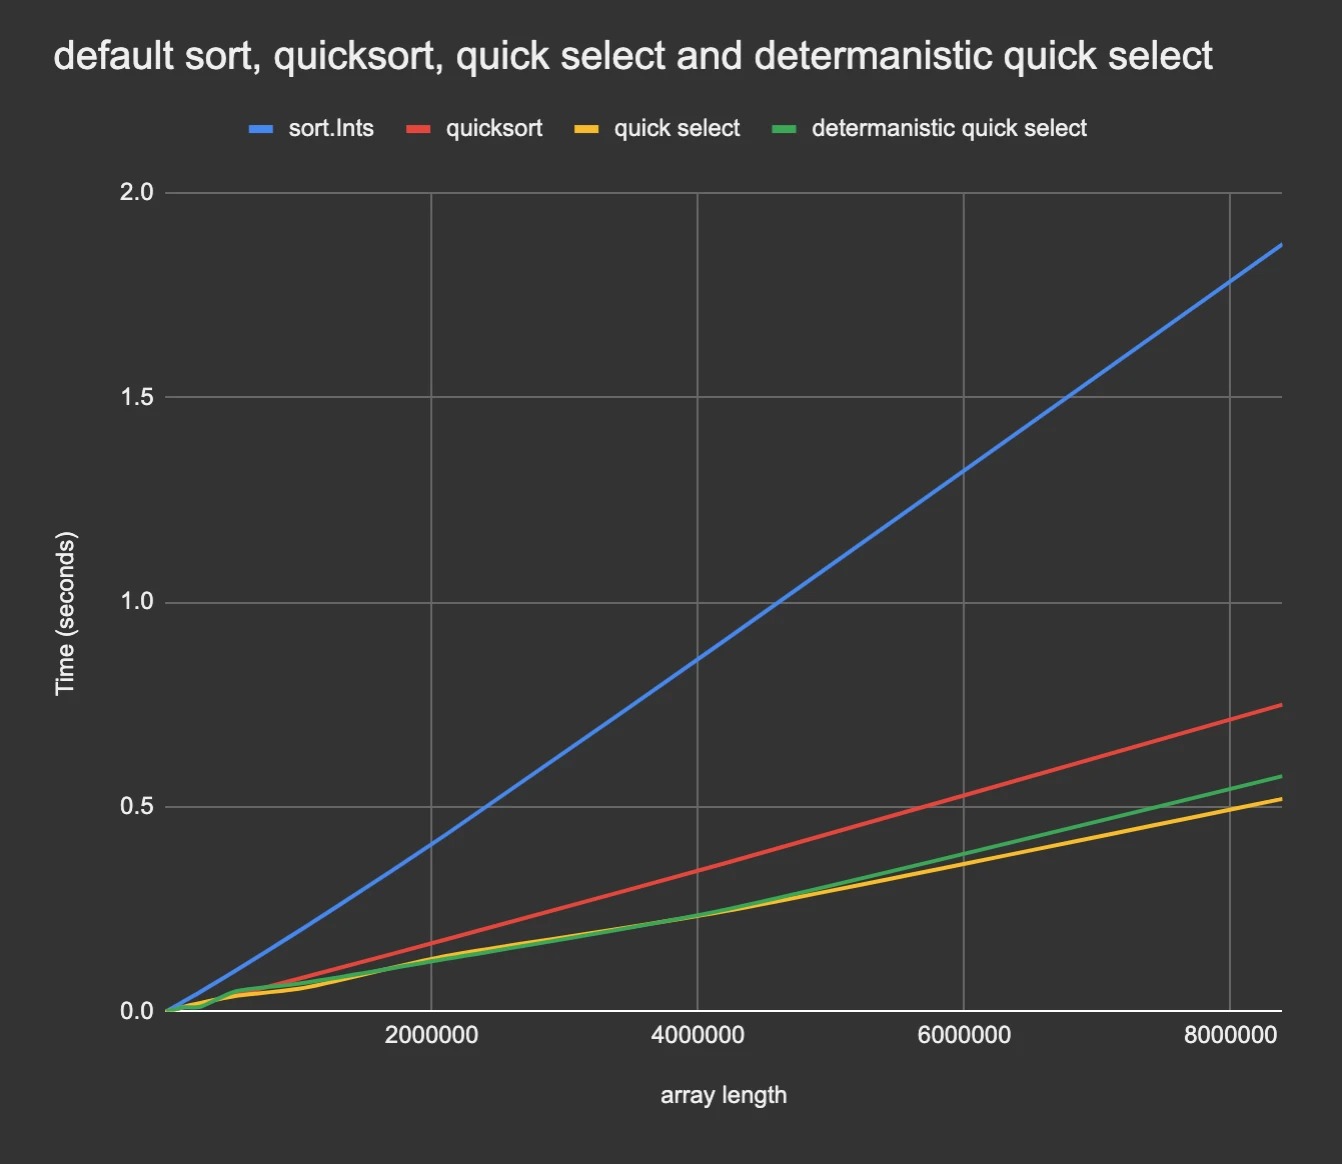 default sort, quicksort, quick select and determanistic quick select
sort.Ints quicksort quick select determanistic quick select
2.0
1.5
1.0
0.5
0.0
Time (seconds)
2000000 4000000 6000000 8000000
array length